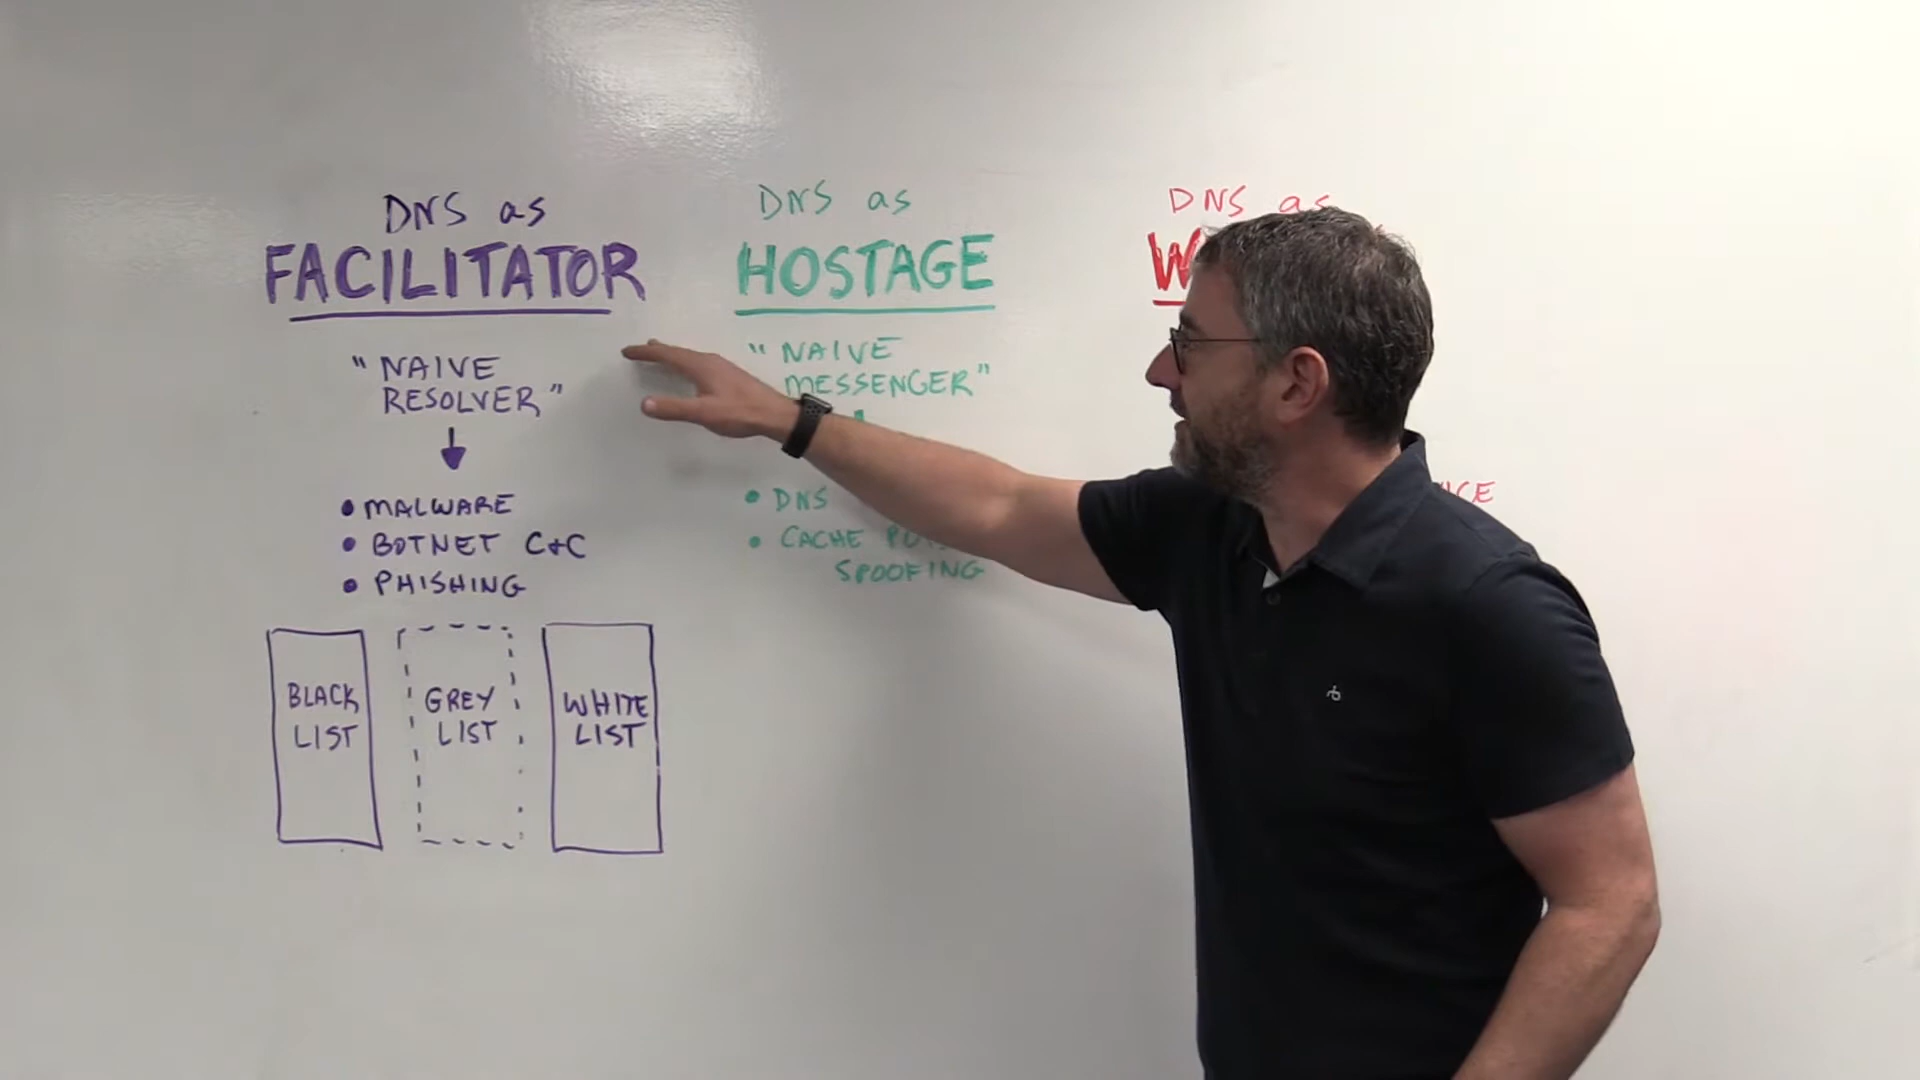 DNS as
FACILITATOR
"NAIVE
RESOLVER"
• MALWARE
• BOTNET C+C
• PHISHING
BLACK
LIST
GREY
LIST
WHITE
LIST
DNS as
HOSTAGE
"NAIVE
MESSENGER"
• DNS
• CACHE
SPOOFING
DNS as